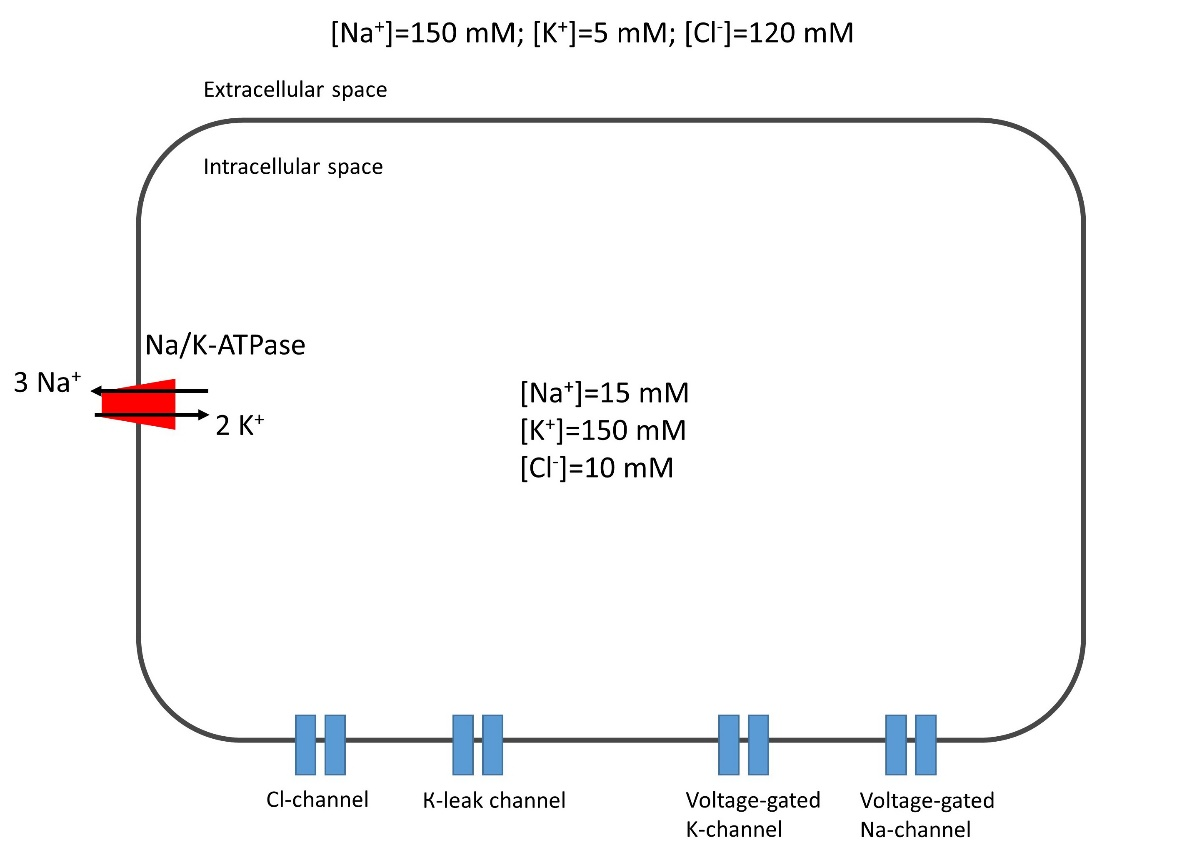 [Na⁺]=150 mM; [K⁺]=5 mM; [Cl⁻]=120 mM
Extracellular space
Intracellular space
Na/K-ATPase
3 Na⁺
2 K⁺
[Na⁺]=15 mM
[K⁺]=150 mM
[Cl⁻]=10 mM
Cl-channel
K-leak channel
Voltage-gated
K-channel
Voltage-gated
Na-channel